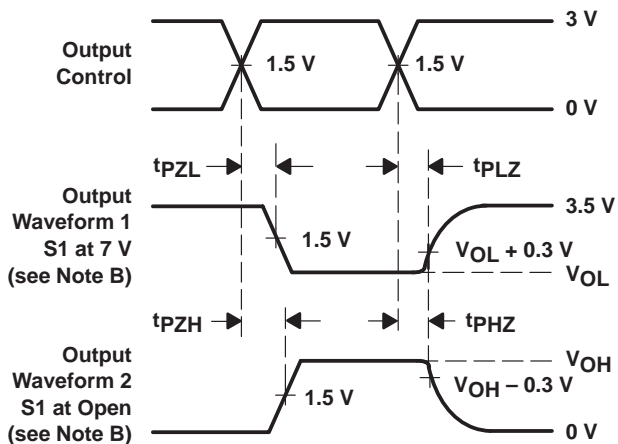 3 V
Output
Control
1.5 V
1.5 V
0 V
tPZL
tPLZ
Output
Waveform 1
S1 at 7 V
(see Note B)
3.5 V
1.5 V
VOL + 0.3 V
VOL
tPZH
tPHZ
Output
Waveform 2
S1 at Open
(see Note B)
VOH
1.5 V
VOH – 0.3 V
0 V